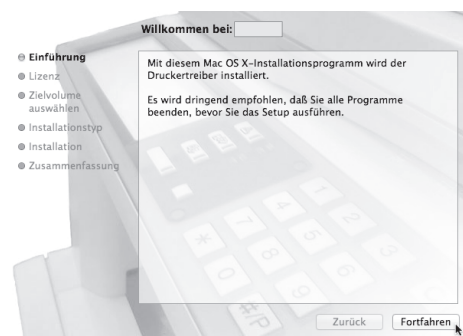 Willkommen bei:
Einführung
Lizenz
Zielvolume
auswählen
Installationstyp
Installation
Zusammenfassung
Mit diesem Mac OS X-Installationsprogramm wird der
Druckertreiber installiert.
Es wird dringend empfohlen, daß Sie alle Programme
beenden, bevor Sie das Setup ausführen.
Zurück
Fortfahren